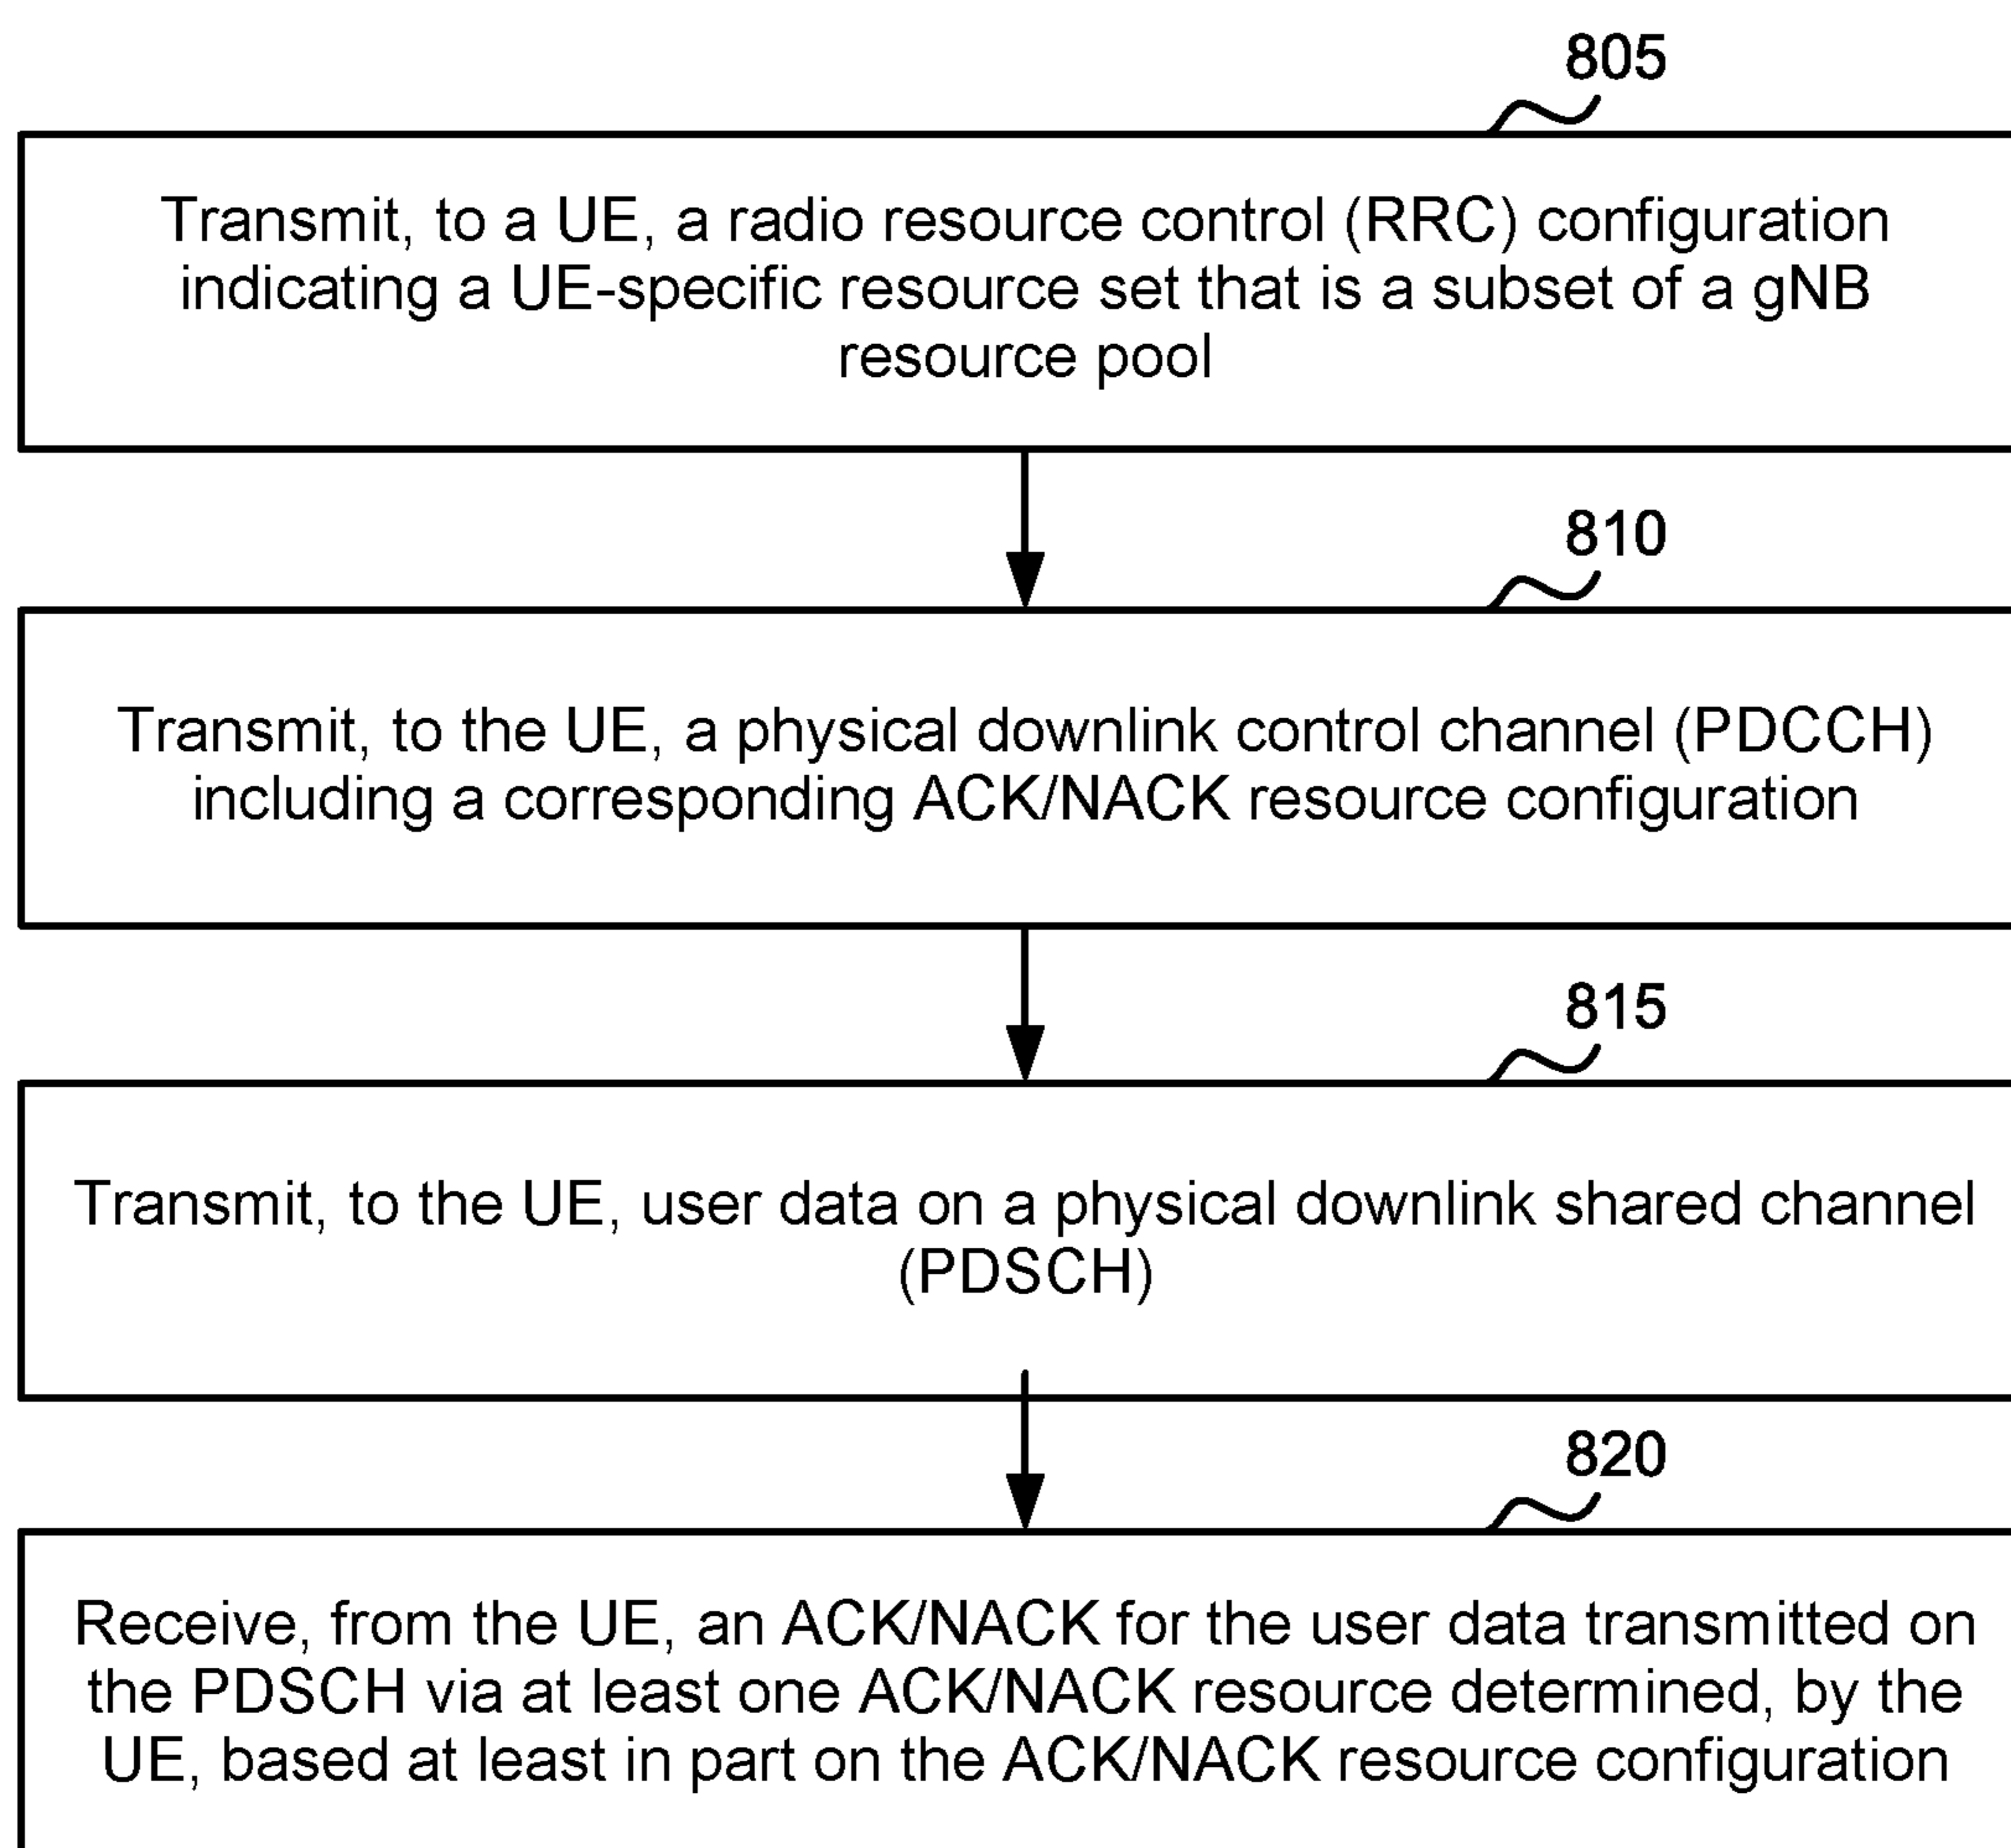 805
Transmit, to a UE, a radio resource control (RRC) configuration
indicating a UE-specific resource set that is a subset of a gNB
resource pool
810
Transmit, to the UE, a physical downlink control channel (PDCCH)
including a corresponding ACK/NACK resource configuration
815
Transmit, to the UE, user data on a physical downlink shared channel
(PDSCH)
820
Receive, from the UE, an ACK/NACK for the user data transmitted on
the PDSCH via at least one ACK/NACK resource determined, by the
UE, based at least in part on the ACK/NACK resource configuration